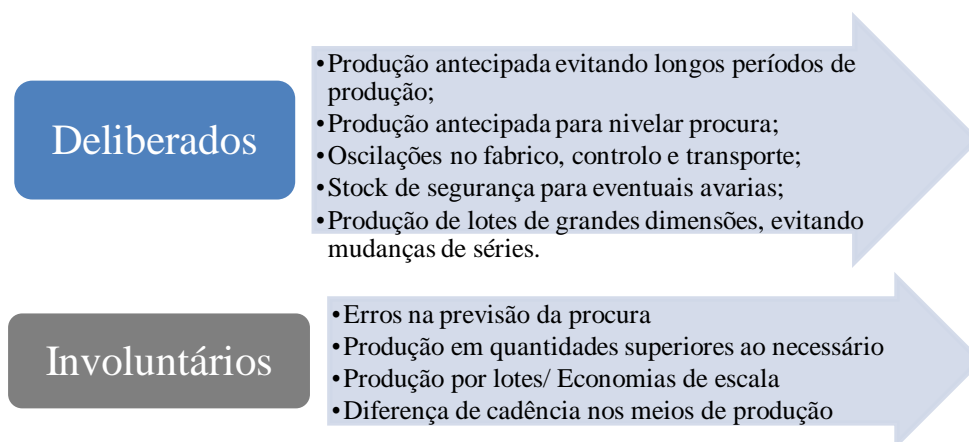 Deliberados
•Produção antecipada evitando longos períodos de
produção;
•Produção antecipada para nivelar procura;
•Oscilações no fabrico, controlo e transporte;
•Stock de segurança para eventuais avarias;
•Produção de lotes de grandes dimensões, evitando
mudanças de séries.
Involuntários
•Erros na previsão da procura
•Produção em quantidades superiores ao necessário
•Produção por lotes/ Economias de escala
•Diferença de cadência nos meios de produção